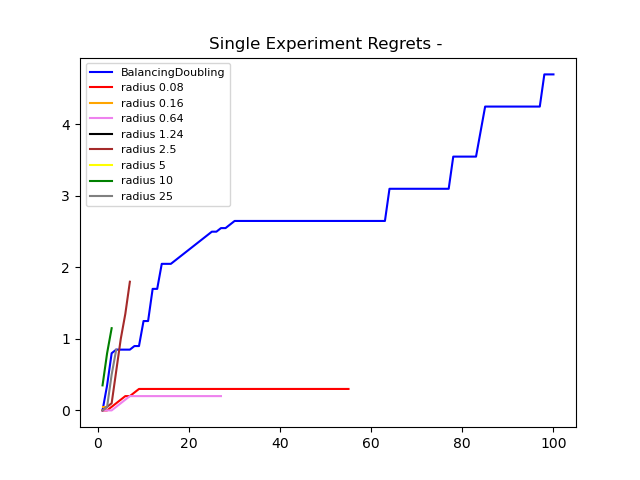 Single Experiment Regrets -
BalancingDoubling
radius 0.08
radius 0.16
radius 0.64
radius 1.24
radius 2.5
radius 5
radius 10
radius 25
4
3
2
1
0
0 20 40 60 80 100